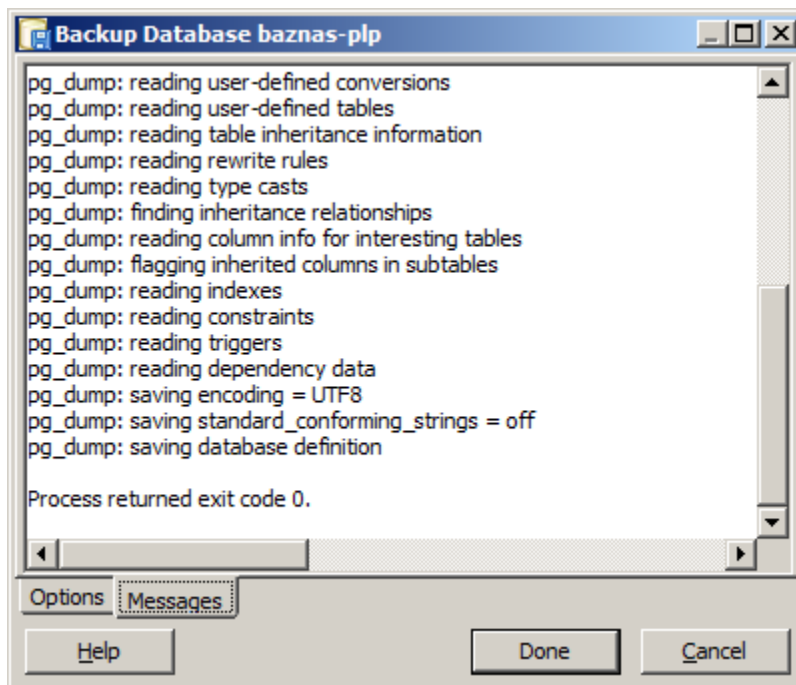 Backup Database baznas-plp
pg_dump: reading user-defined conversions
pg_dump: reading user-defined tables
pg_dump: reading table inheritance information
pg_dump: reading rewrite rules
pg_dump: reading type casts
pg_dump: finding inheritance relationships
pg_dump: reading column info for interesting tables
pg_dump: flagging inherited columns in subtables
pg_dump: reading indexes
pg_dump: reading constraints
pg_dump: reading triggers
pg_dump: reading dependency data
pg_dump: saving encoding = UTF8
pg_dump: saving standard_conforming_strings = off
pg_dump: saving database definition
Process returned exit code 0.
Options Messages
Help Done Cancel